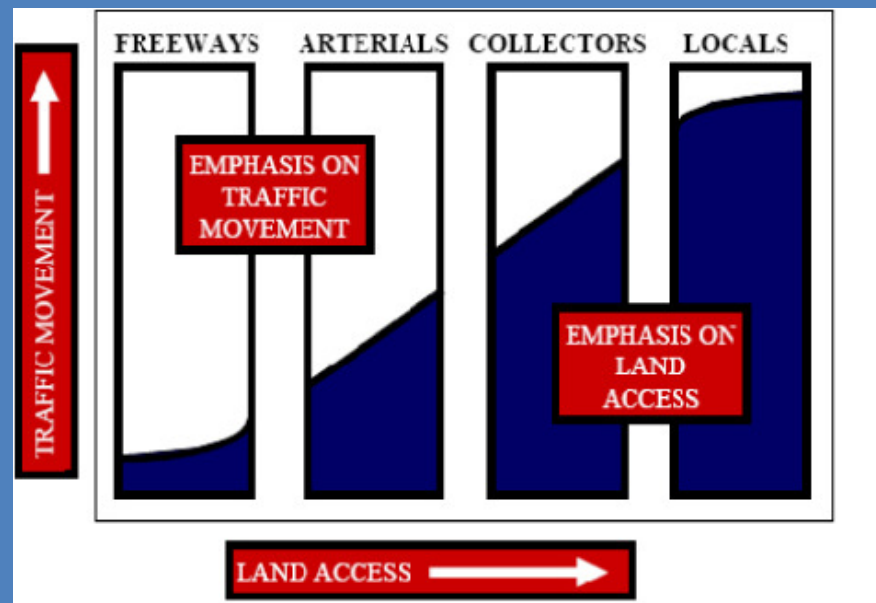 FREEWAYS ARTERIALS COLLECTORS LOCALS
TRAFFIC MOVEMENT
EMPHASIS ON
TRAFFIC
MOVEMENT
EMPHASIS ON
LAND
ACCESS
LAND ACCESS